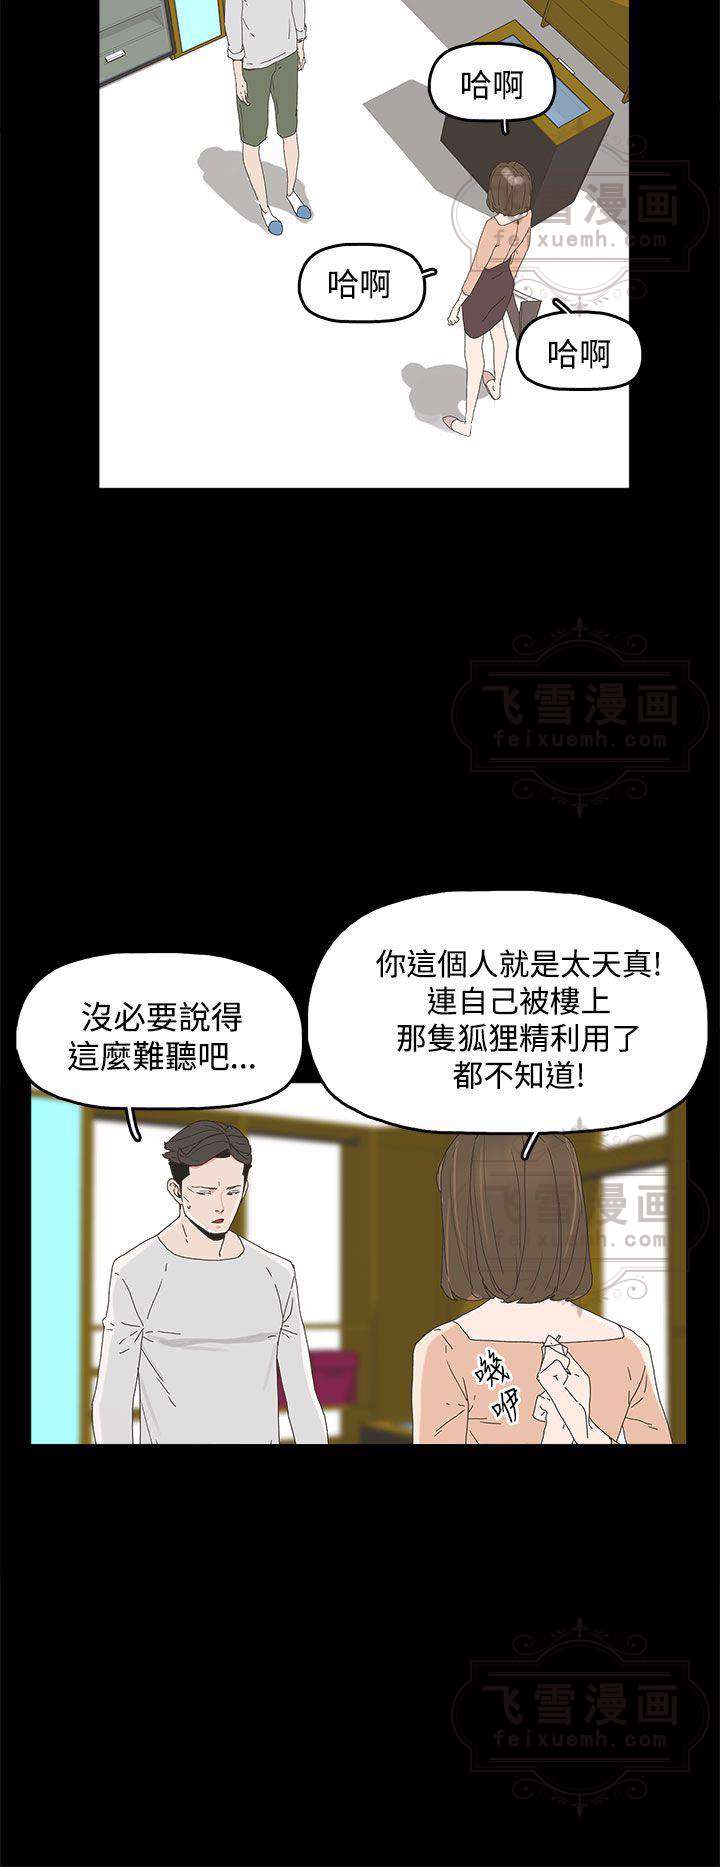 哈啊
哈啊
哈啊
飞雪漫画
feixuemh.com
飞雪漫画
feixuemh.com
沒必要說得
這麼難聽吧...
你這個人就是太天真!
連自己被樓上
那隻狐狸精利用了
都不知道!
飞雪漫画
feixuemh.com
嘰
咿
飞雪漫画
feixuemh.com